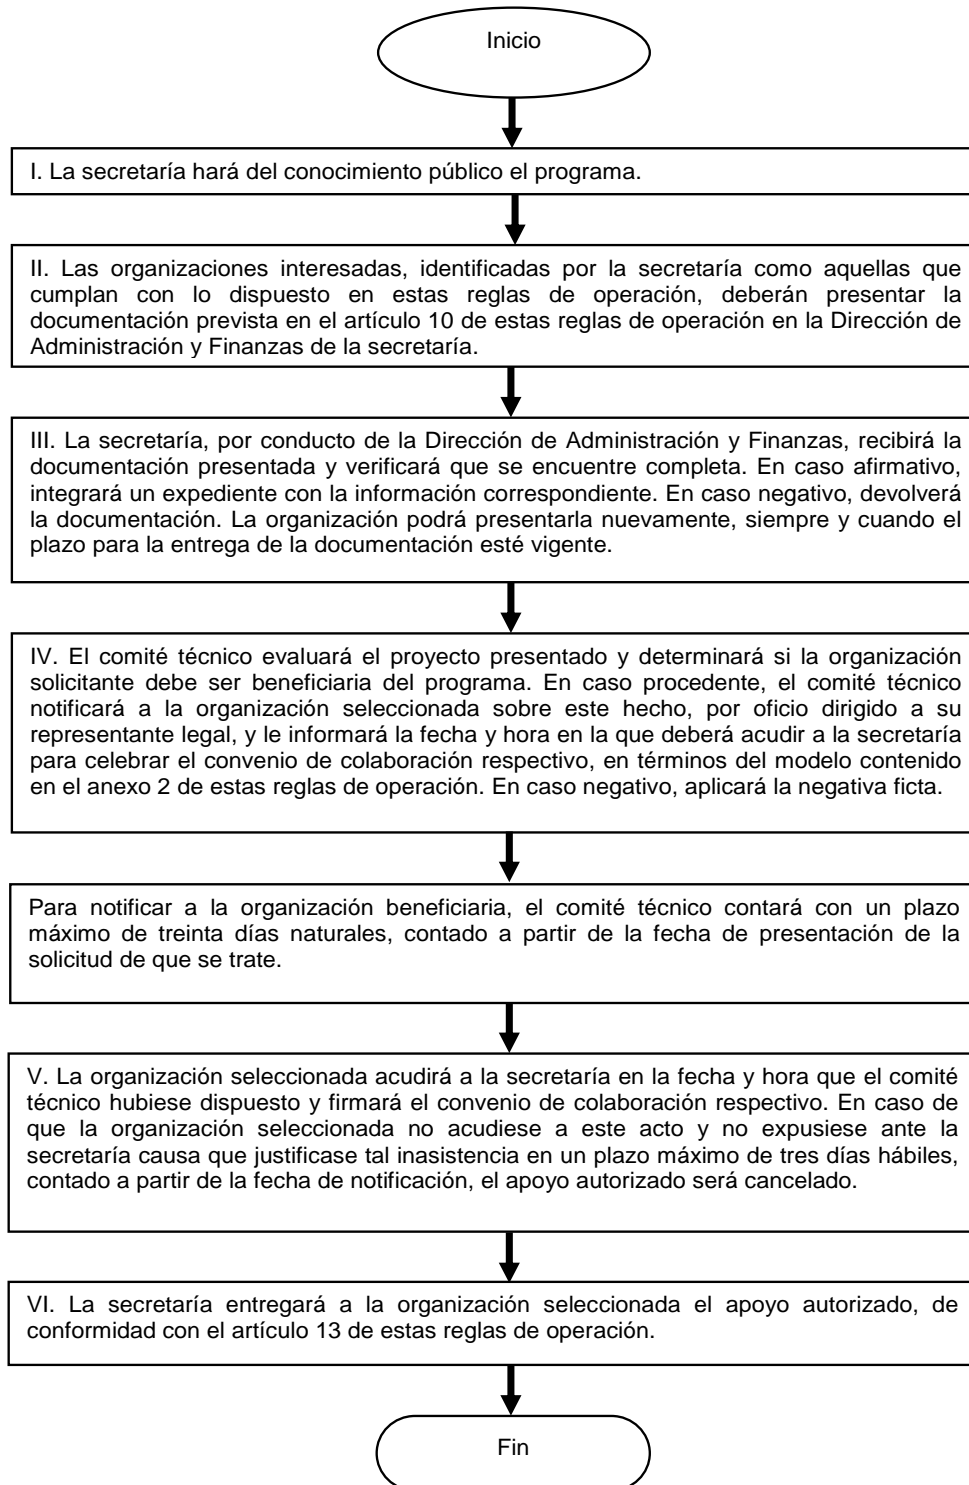 Inicio
I. La secretaría hará del conocimiento público el programa.
II. Las organizaciones interesadas, identificadas por la secretaría como aquellas que
cumplan con lo dispuesto en estas reglas de operación, deberán presentar la
documentación prevista en el artículo 10 de estas reglas de operación en la Dirección de
Administración y Finanzas de la secretaría.
III. La secretaría, por conducto de la Dirección de Administración y Finanzas, recibirá la
documentación presentada y verificará que se encuentre completa. En caso afirmativo,
integrará un expediente con la información correspondiente. En caso negativo, devolverá
la documentación. La organización podrá presentarla nuevamente, siempre y cuando el
plazo para la entrega de la documentación esté vigente.
IV. El comité técnico evaluará el proyecto presentado y determinará si la organización
solicitante debe ser beneficiaria del programa. En caso procedente, el comité técnico
notificará a la organización seleccionada sobre este hecho, por oficio dirigido a su
representante legal, y le informará la fecha y hora en la que deberá acudir a la secretaría
para celebrar el convenio de colaboración respectivo, en términos del modelo contenido
en el anexo 2 de estas reglas de operación. En caso negativo, aplicará la negativa ficta.
Para notificar a la organización beneficiaria, el comité técnico contará con un plazo
máximo de treinta días naturales, contado a partir de la fecha de presentación de la
solicitud de que se trate.
V. La organización seleccionada acudirá a la secretaría en la fecha y hora que el comité
técnico hubiese dispuesto y firmará el convenio de colaboración respectivo. En caso de
que la organización seleccionada no acudiese a este acto y no expusiese ante la
secretaría causa que justificase tal inasistencia en un plazo máximo de tres días hábiles,
contado a partir de la fecha de notificación, el apoyo autorizado será cancelado.
VI. La secretaría entregará a la organización seleccionada el apoyo autorizado, de
conformidad con el artículo 13 de estas reglas de operación.
Fin